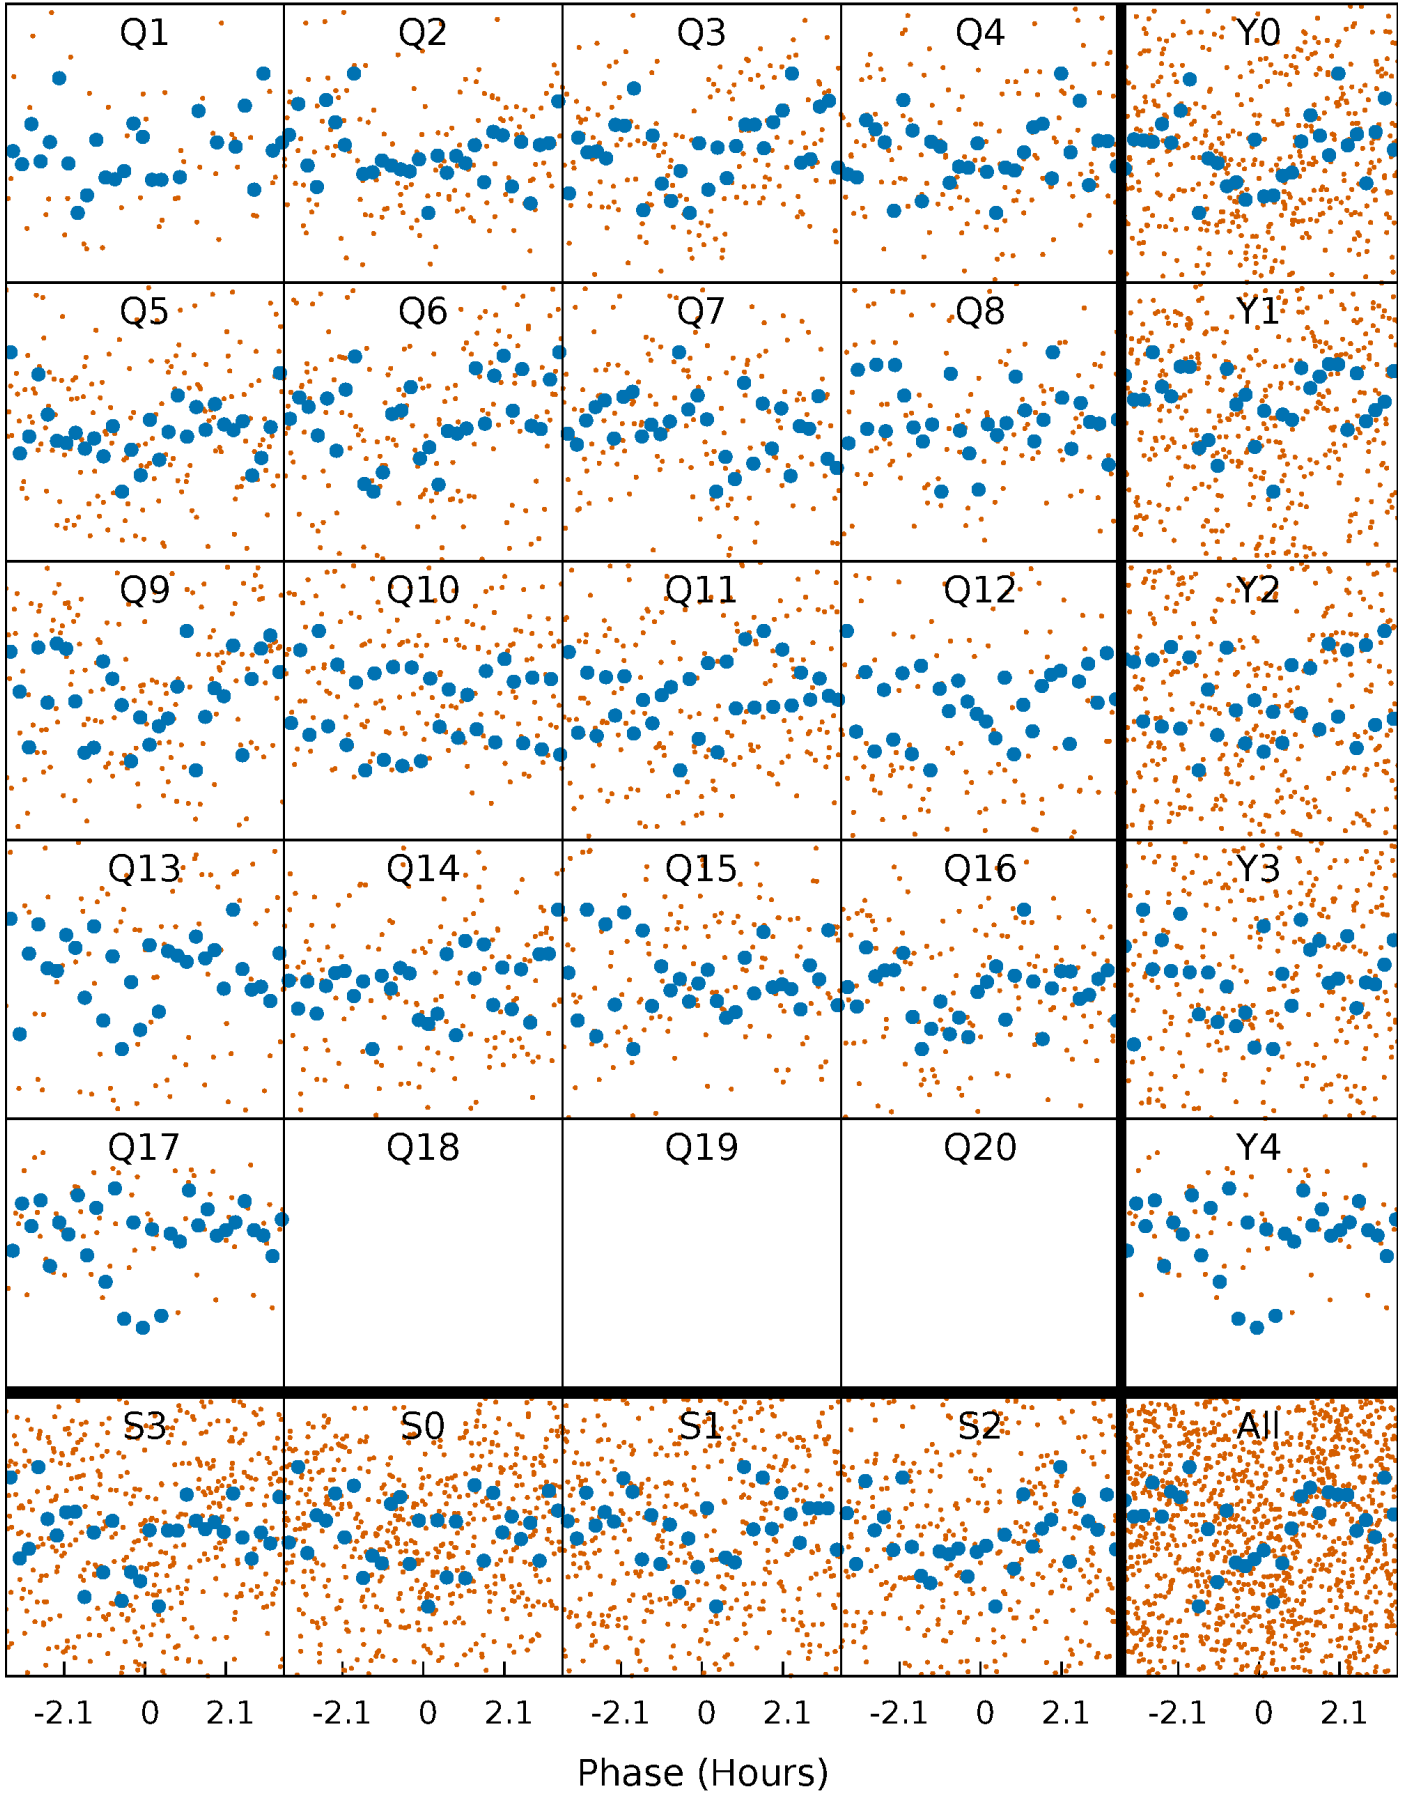 Q1 Q2 Q3 Q4 Y0
Q5 Q6 Q7 Q8 Y1
Q9 Q10 Q11 Q12 Y2
Q13 Q14 Q15 Q16 Y3
Q17 Q18 Q19 Q20 Y4
S3 S0 S1 S2 All
-2.1 0 2.1 -2.1 0 2.1 -2.1 0 2.1 -2.1 0 2.1 -2.1 0 2.1
Phase (Hours)